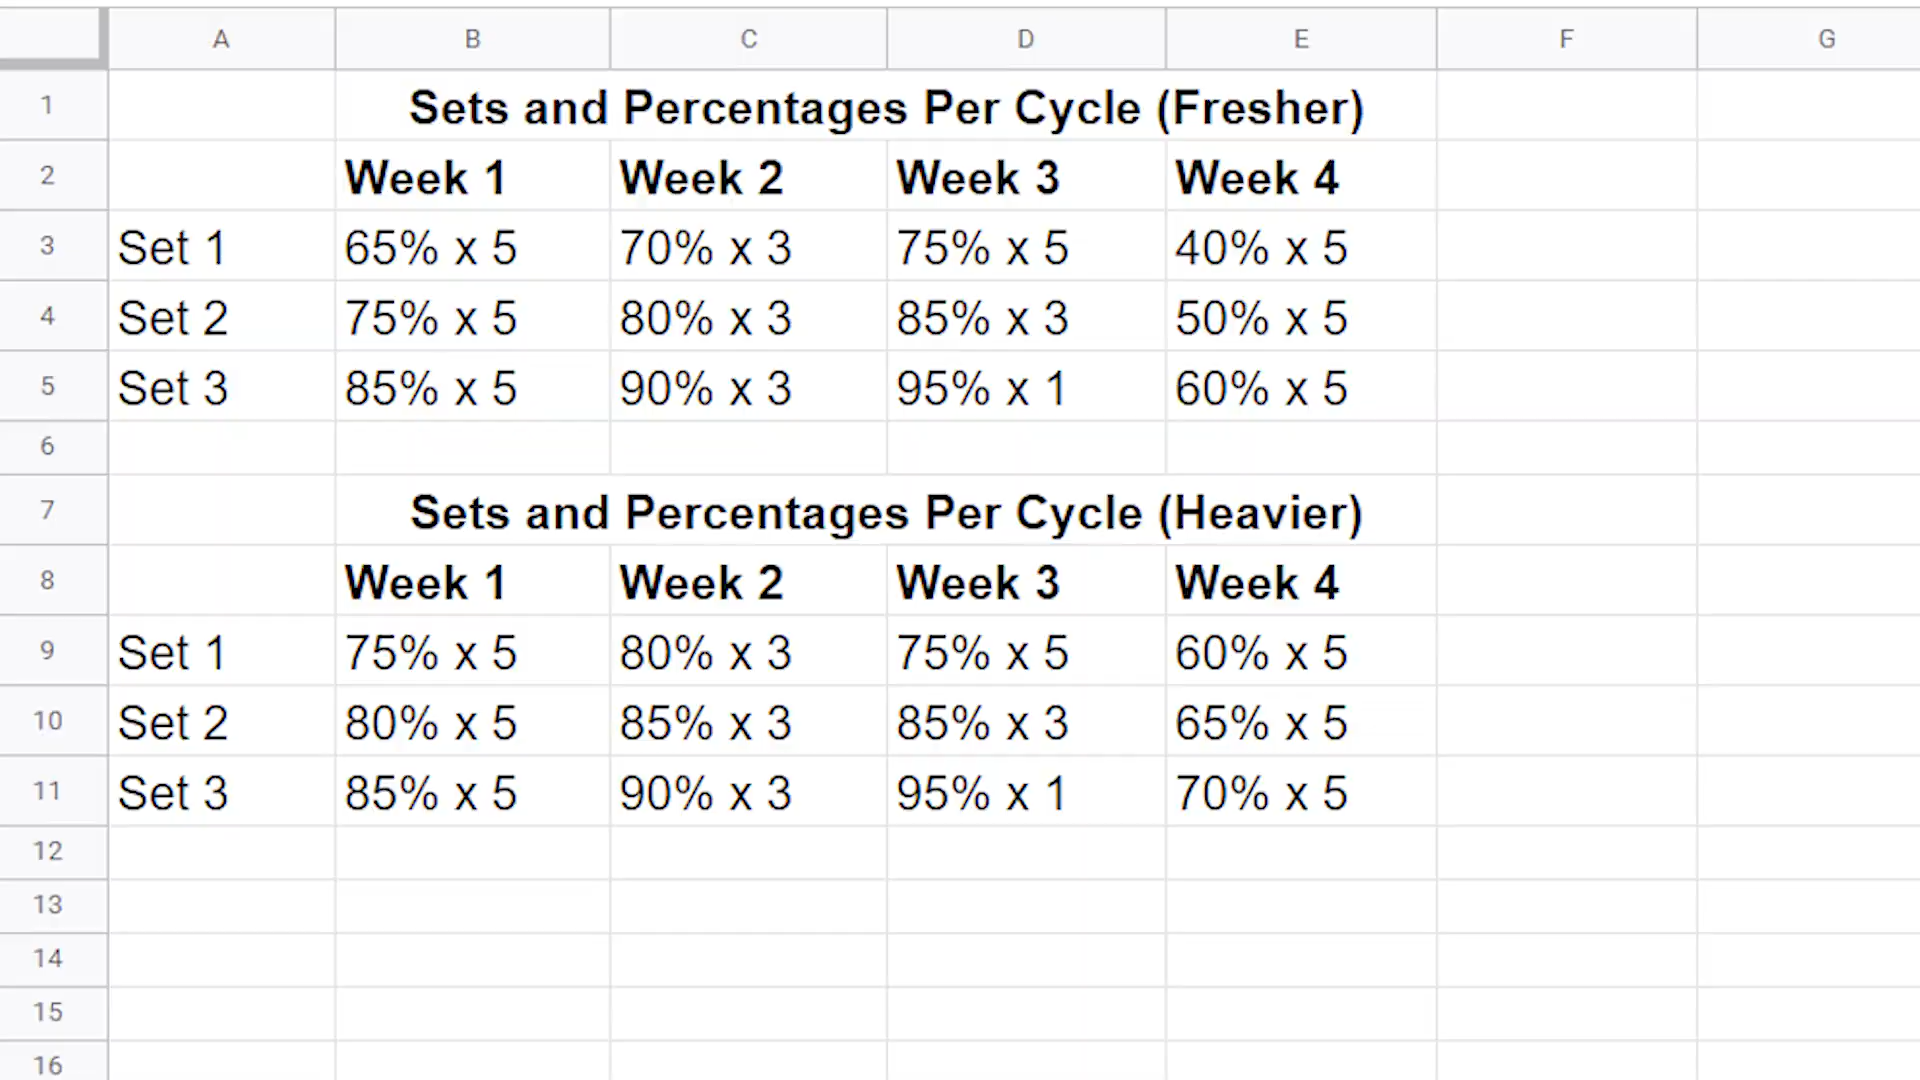 A B C D E F G
1 Sets and Percentages Per Cycle (Fresher)
2 Week 1 Week 2 Week 3 Week 4
3 Set 1 65% x 5 70% x 3 75% x 5 40% x 5
4 Set 2 75% x 5 80% x 3 85% x 3 50% x 5
5 Set 3 85% x 5 90% x 3 95% x 1 60% x 5
6
7 Sets and Percentages Per Cycle (Heavier)
8 Week 1 Week 2 Week 3 Week 4
9 Set 1 75% x 5 80% x 3 75% x 5 60% x 5
10 Set 2 80% x 5 85% x 3 85% x 3 65% x 5
11 Set 3 85% x 5 90% x 3 95% x 1 70% x 5
12
13
14
15
16